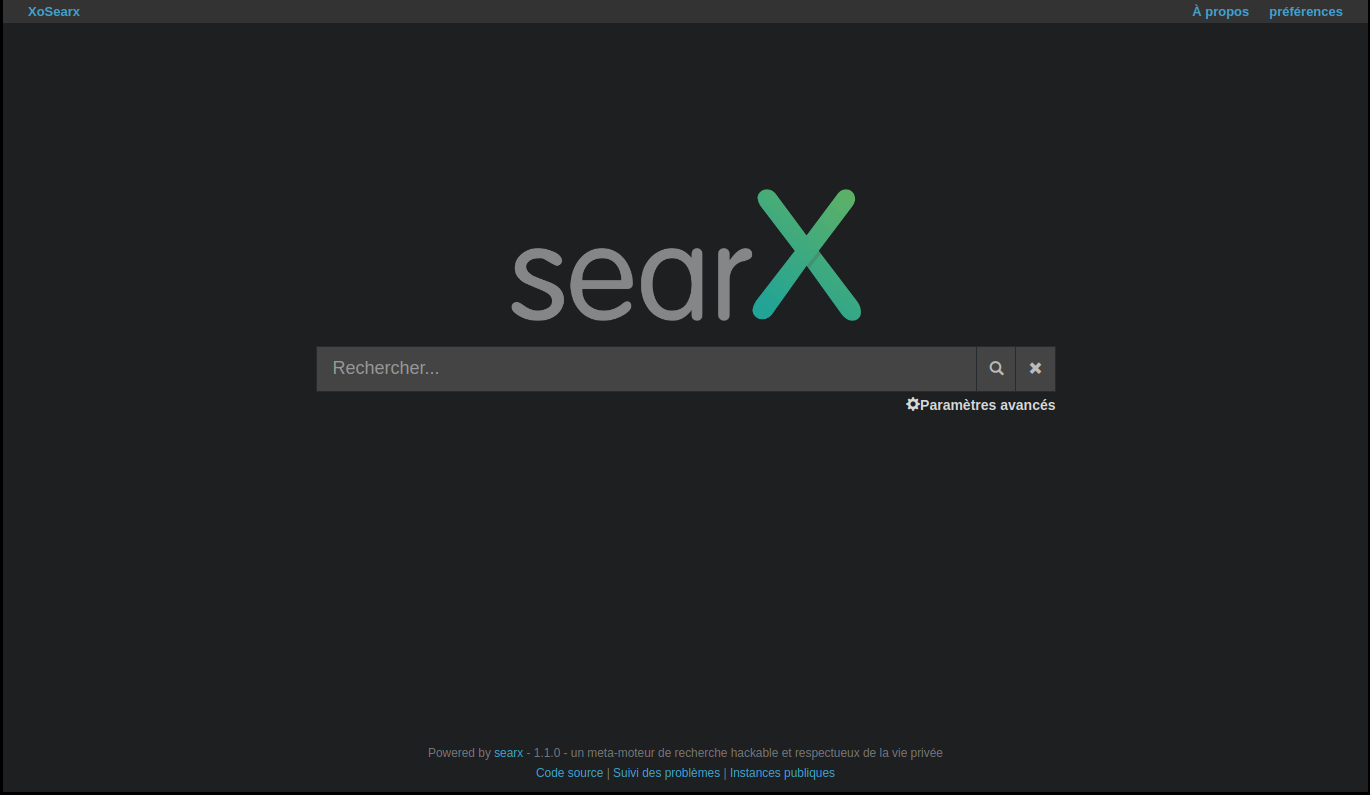 XoSearx À propos préférences
searX
Rechercher...
Paramètres avancés
Powered by searx - 1.1.0 - un meta-moteur de recherche hackable et respectueux de la vie privée
Code source | Suivi des problèmes | Instances publiques